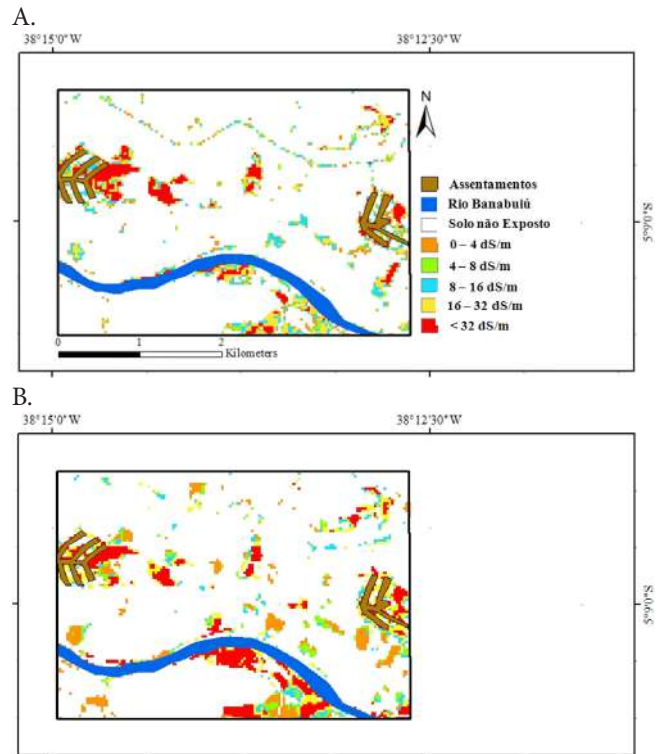 A.
38°15'0"W 38°12'30"W
N
Assentamentos
Rio Banabuiú
Solo não Exposto
0 – 4 dS/m
4 – 8 dS/m
8 – 16 dS/m
16 – 32 dS/m
< 32 dS/m
5°9'0"S
0 1 2
Kilometers
B.
38°15'0"W 38°12'30"W
5°9'0"S